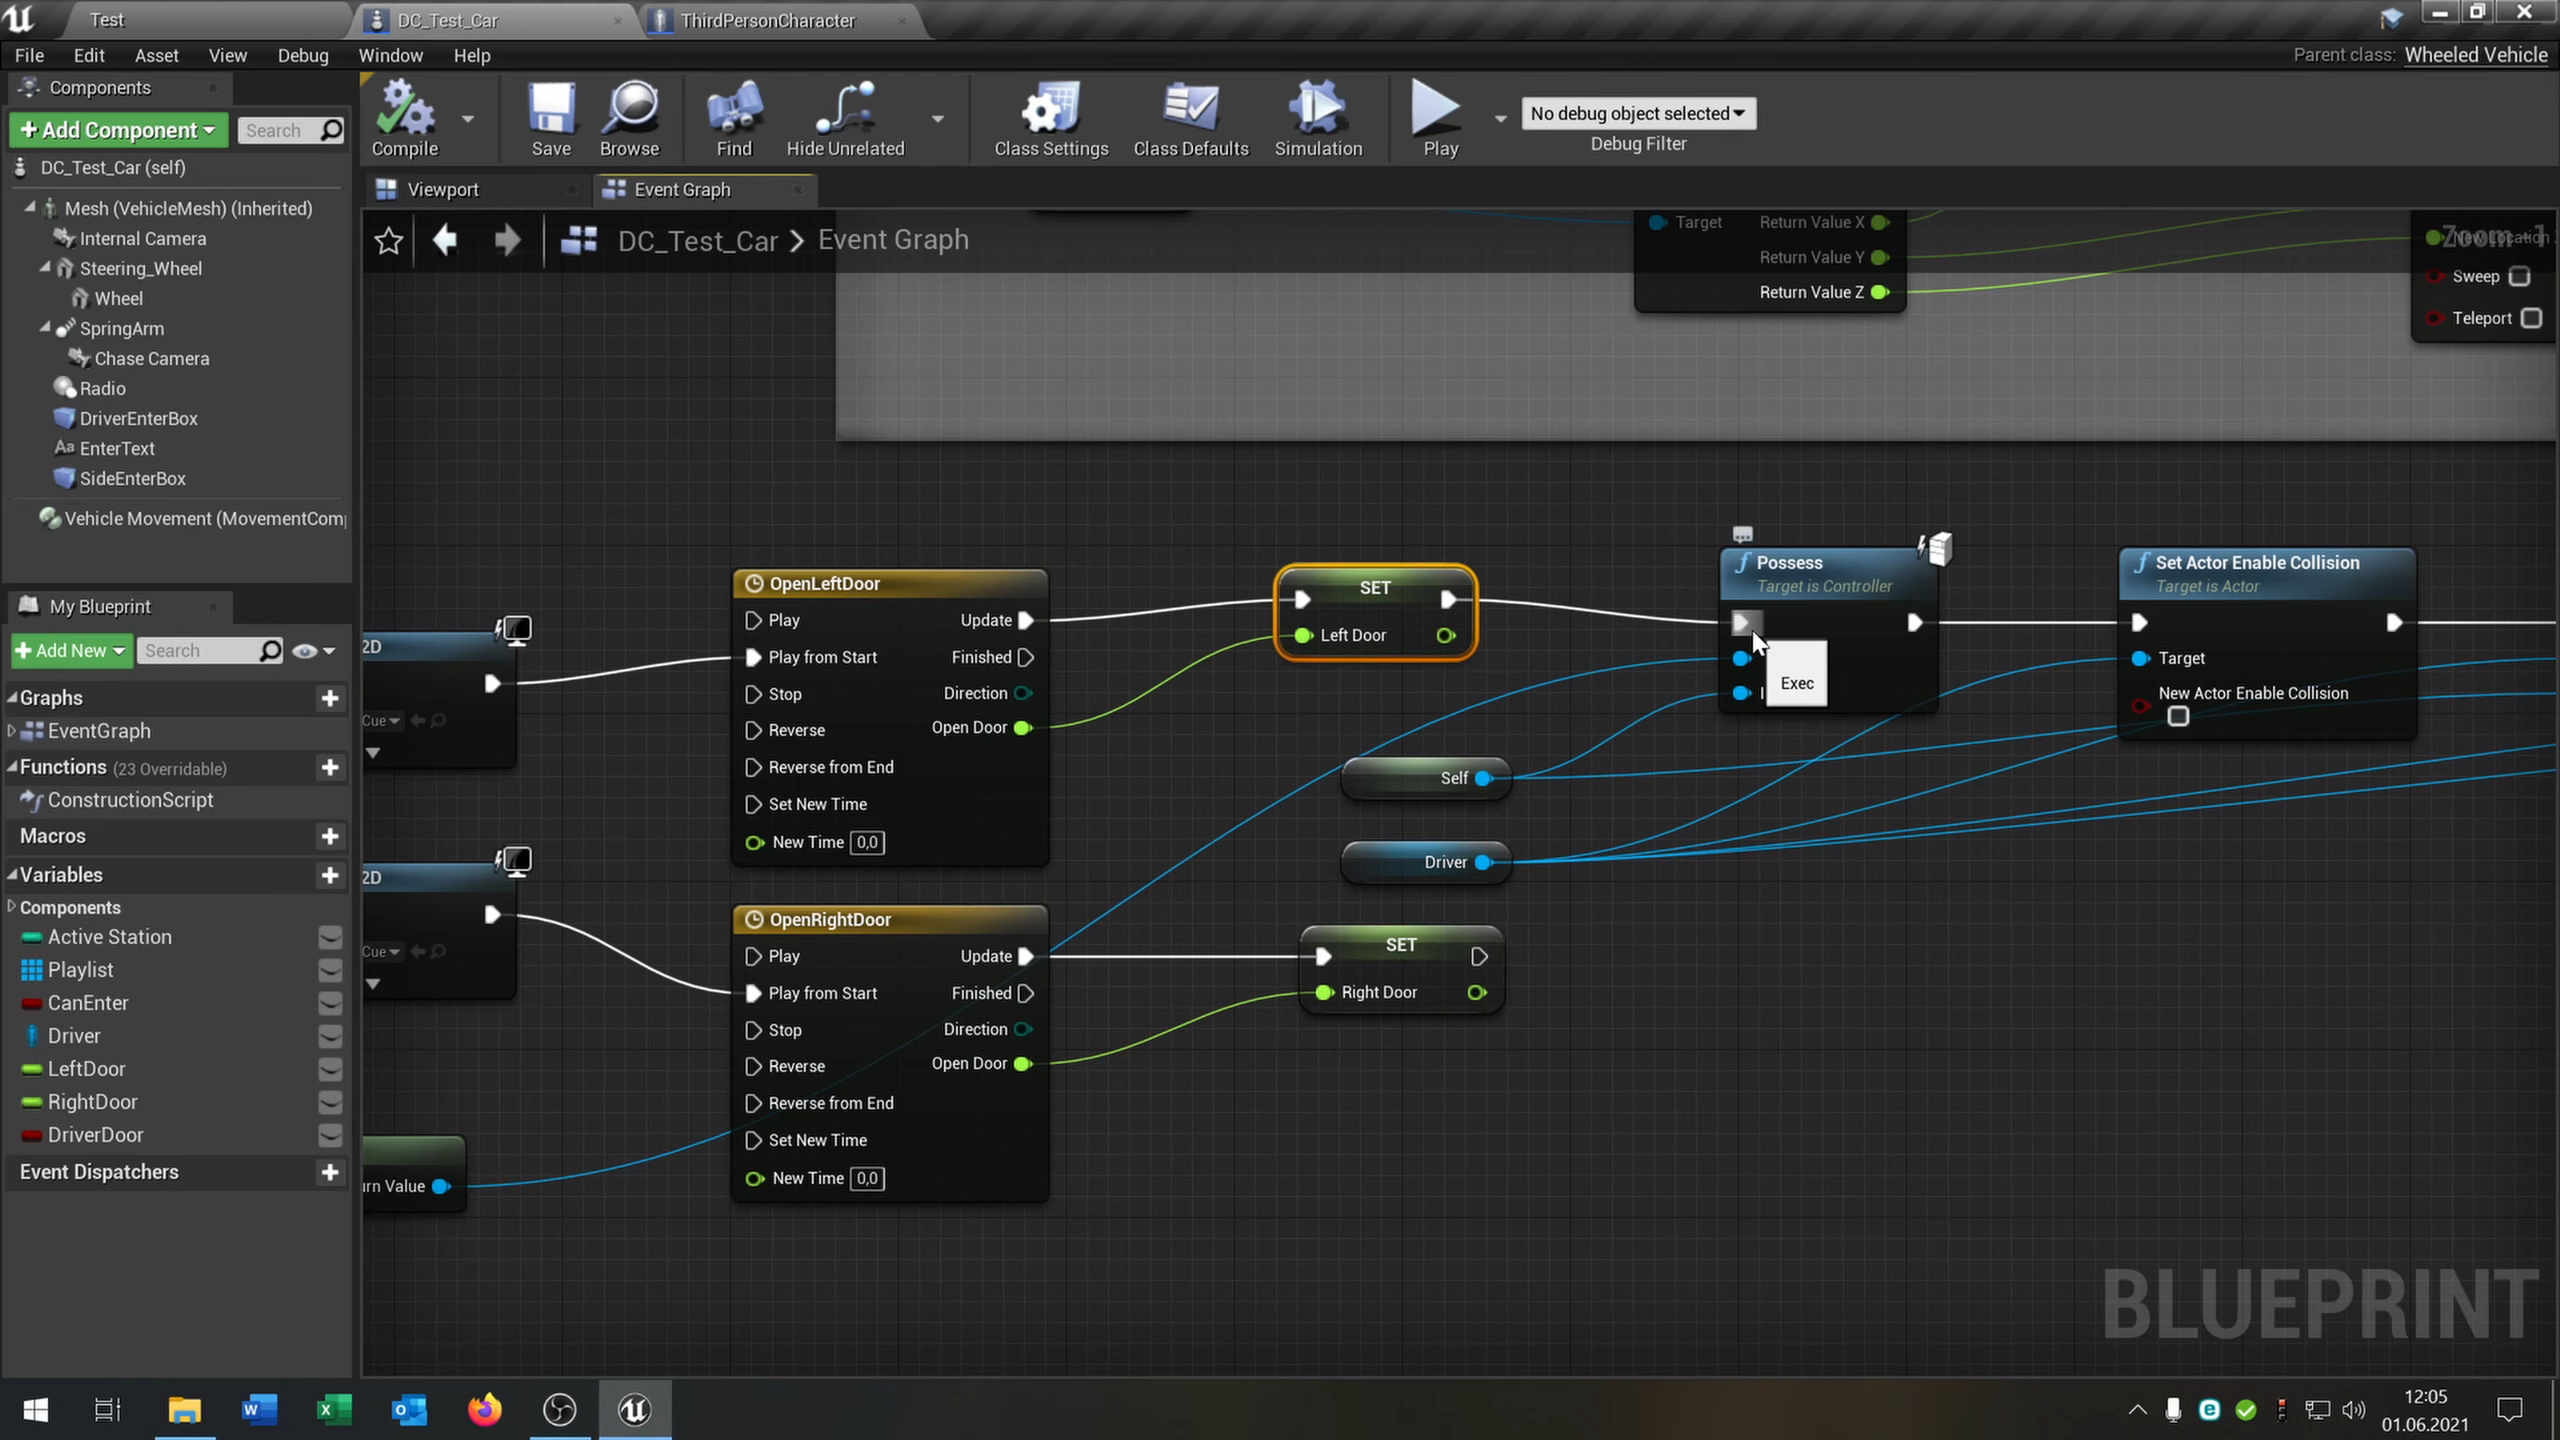 Test
DC_Test_Car
ThirdPersonCharacter
File Edit Asset View Debug Window Help
Parent class: Wheeled Vehicle
Components
Add Component
Search
Compile
Save
Browse
Find
Hide Unrelated
Class Settings
Class Defaults
Simulation
Play
No debug object selected
Debug Filter
DC_Test_Car (self)
Mesh (VehicleMesh) (Inherited)
Internal Camera
Steering_Wheel
Wheel
SpringArm
Chase Camera
Radio
DriverEnterBox
EnterText
SideEnterBox
Vehicle Movement (MovementCom
Viewport
Event Graph
DC_Test_Car > Event Graph
Zoom -1
Target
Return Value X
Return Value Y
Return Value Z
Sweep
Teleport
My Blueprint
Add New
Search
Graphs
EventGraph
Functions (23 Overridable)
ConstructionScript
Macros
Variables
Components
Active Station
Playlist
CanEnter
Driver
LeftDoor
RightDoor
DriverDoor
Event Dispatchers
2D
Cue
2D
Cue
urn Value
OpenLeftDoor
Play
Update
Play from Start
Finished
Stop
Direction
Reverse
Open Door
Reverse from End
Set New Time
New Time 0,0
OpenRightDoor
Play
Update
Play from Start
Finished
Stop
Direction
Reverse
Open Door
Reverse from End
Set New Time
New Time 0,0
SET
Left Door
Self
Driver
SET
Right Door
Possess
Target is Controller
Exec
Set Actor Enable Collision
Target is Actor
Target
New Actor Enable Collision
BLUEPRINT
12:05
01.06.2021